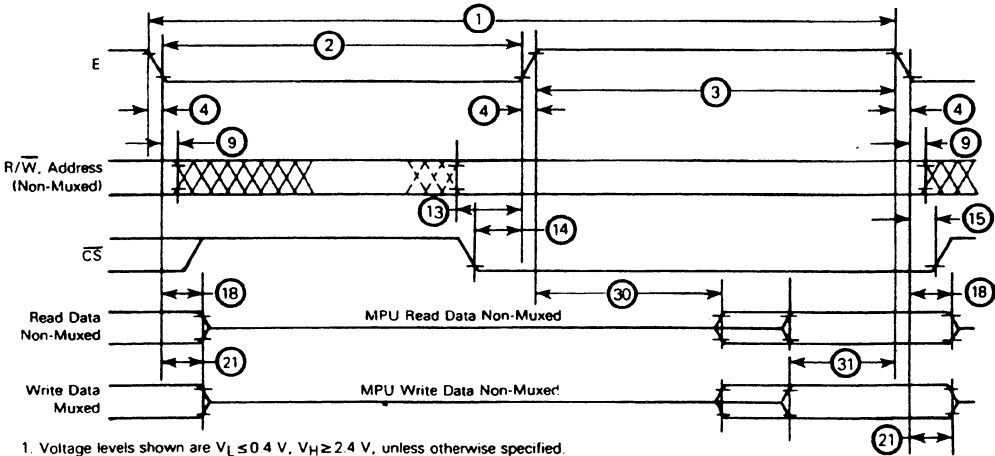 1
2
E
3
4 4 4
9 9
R/W̅, Address
(Non-Muxed)
13
14 15
C̅S̅
18 30 18
Read Data
Non-Muxed
MPU Read Data Non-Muxed
21 31
Write Data
Muxed
MPU Write Data Non-Muxed
21
1. Voltage levels shown are VL ≤ 0 4 V, VH ≥ 2.4 V, unless otherwise specified.